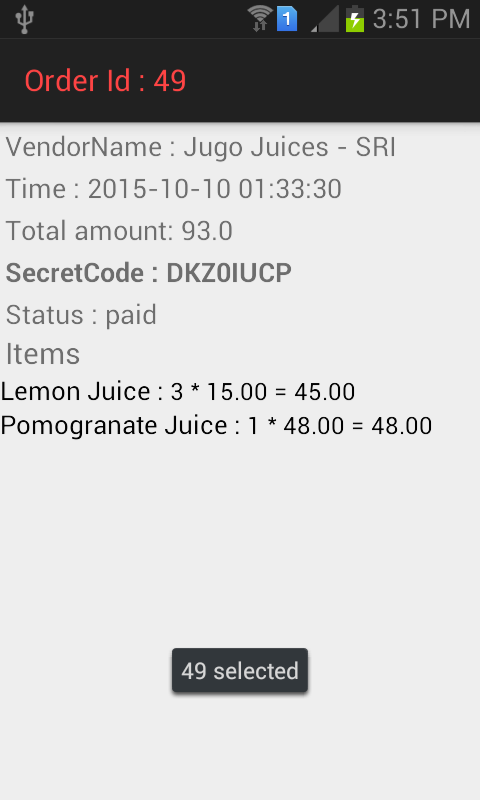 1 3:51 PM
Order Id : 49
VendorName : Jugo Juices - SRI
Time : 2015-10-10 01:33:30
Total amount: 93.0
SecretCode : DKZ0IUCP
Status : paid
Items
Lemon Juice : 3 * 15.00 = 45.00
Pomogranate Juice : 1 * 48.00 = 48.00
49 selected